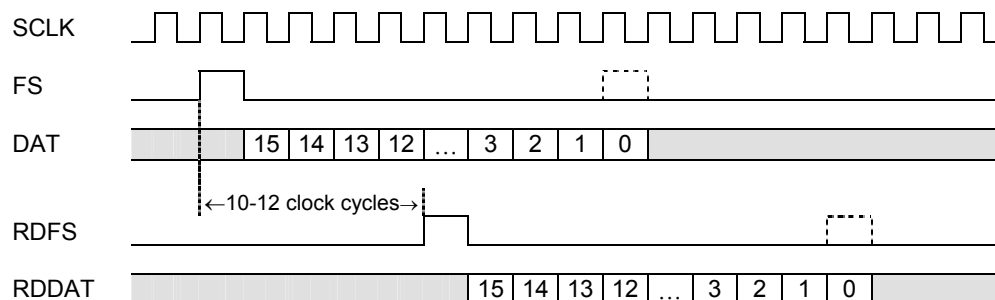 SCLK
FS
DAT 15 14 13 12 ... 3 2 1 0
←10-12 clock cycles→
RDFS
RDDAT 15 14 13 12 ... 3 2 1 0